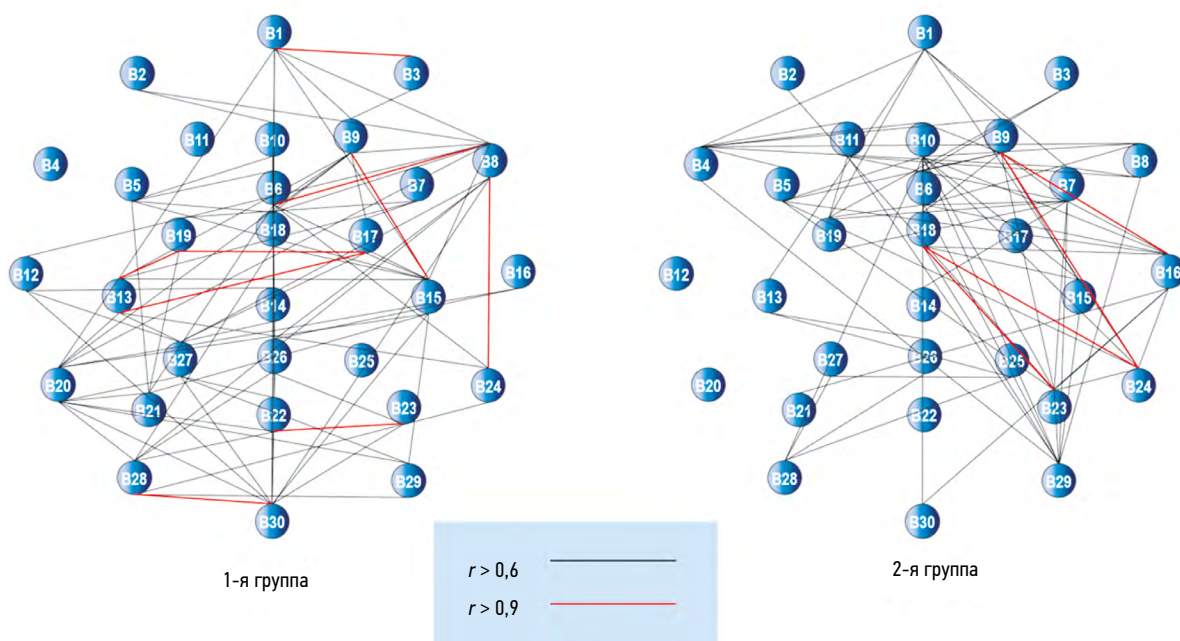 B1
B2
B3
B11
B10
B9
B4
B8
B5
B6
B7
B19
B18
B17
B12
B16
B13
B14
B15
B27
B26
B25
B20
B24
B21
B22
B23
B28
B29
B30
1-я группа
B1
B2
B3
B11
B10
B9
B4
B8
B5
B6
B7
B19
B18
B17
B12
B16
B13
B14
B15
B27
B26
B25
B20
B24
B21
B22
B23
B28
B29
B30
2-я группа
r > 0,6
r > 0,9